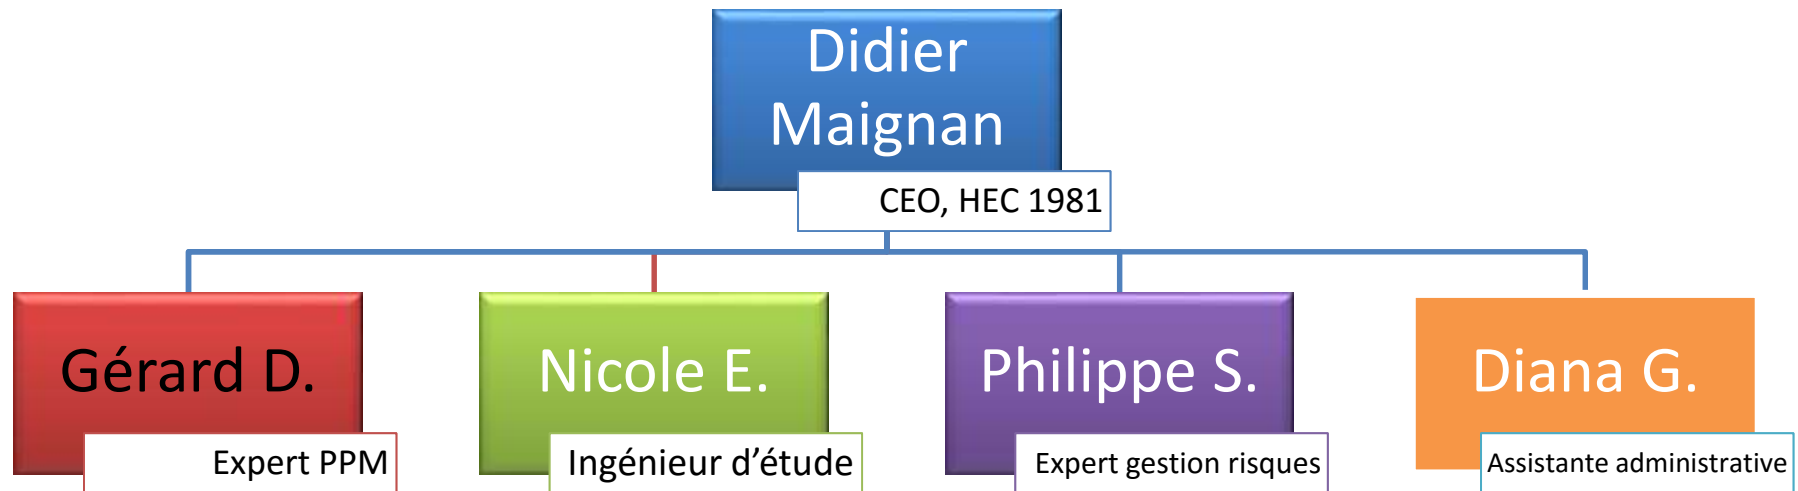 Didier
Maignan
CEO, HEC 1981
Gérard D.
Expert PPM
Nicole E.
Ingénieur d’étude
Philippe S.
Expert gestion risques
Diana G.
Assistante administrative